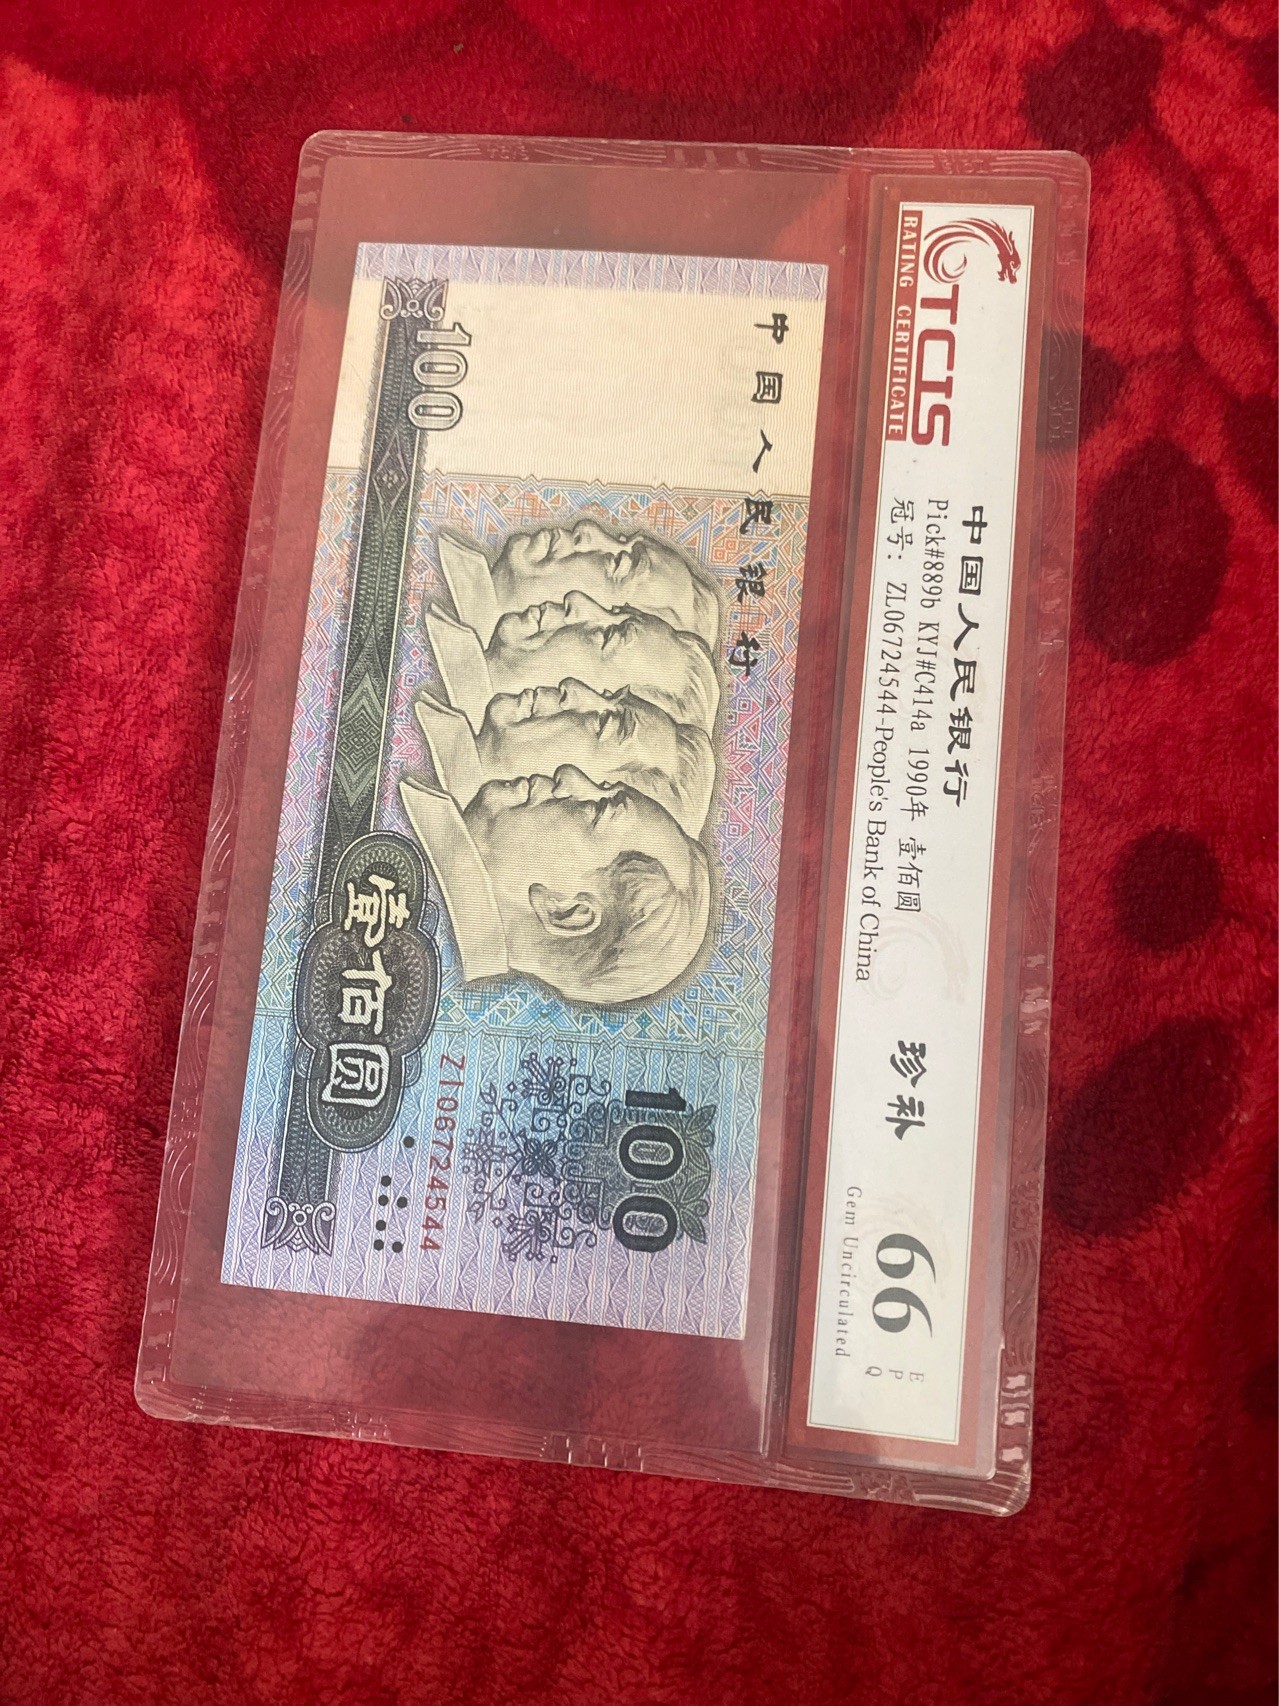 TCIS
RATING CERTIFICATE
中国人民银行
Pick#889b KYJ#C414a 1990年 壹佰圆
冠号：ZL06724544-People's Bank of China
珍补
66
EPQ
Gem Uncirculated
中国人民银行
100
100
壹佰圆
ZL06724544